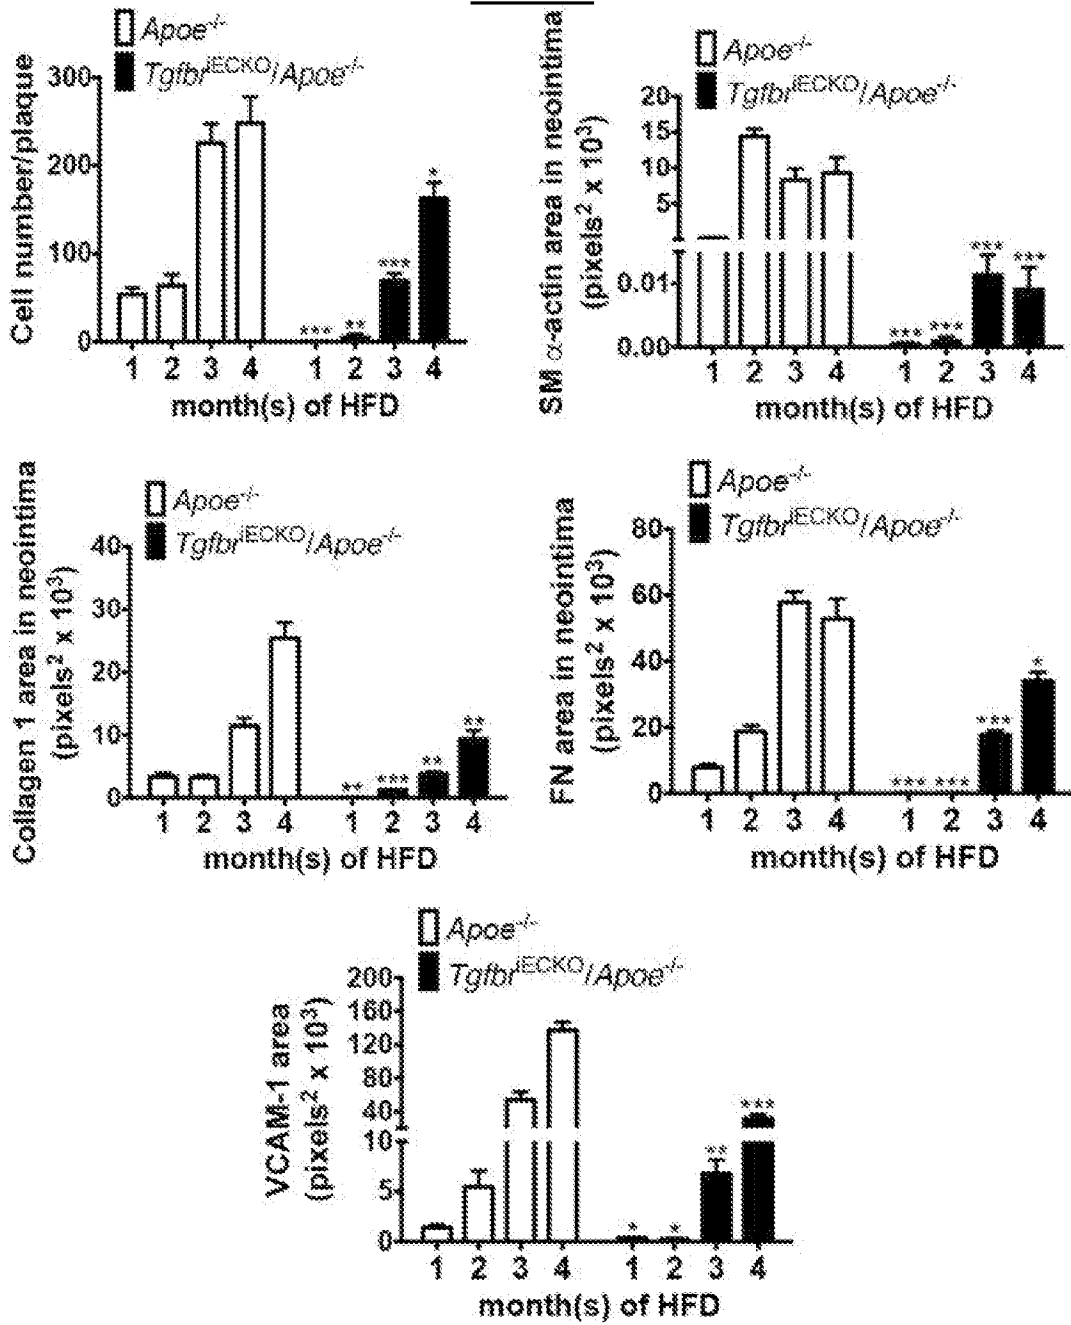 Apoe-/-
TgfbriECKO/Apoe-/-
Cell number/plaque
300
200
100
0
*** ** *** *
1 2 3 4 1 2 3 4
month(s) of HFD
Apoe-/-
TgfbriECKO/Apoe-/-
SM α-actin area in neointima
(pixels2 x 103)
20
15
10
5
0.01
0.00
*** *** *** ***
1 2 3 4 1 2 3 4
month(s) of HFD
Apoe-/-
TgfbriECKO/Apoe-/-
Collagen 1 area in neointima
(pixels2 x 103)
40
30
20
10
0
** *** ** **
1 2 3 4 1 2 3 4
month(s) of HFD
Apoe-/-
TgfbriECKO/Apoe-/-
FN area in neointima
(pixels2 x 103)
80
60
40
20
0
*** *** *** *
1 2 3 4 1 2 3 4
month(s) of HFD
Apoe-/-
TgfbriECKO/Apoe-/-
VCAM-1 area
(pixels2 x 103)
200
160
120
80
40
10
5
0
* * ** ***
1 2 3 4 1 2 3 4
month(s) of HFD